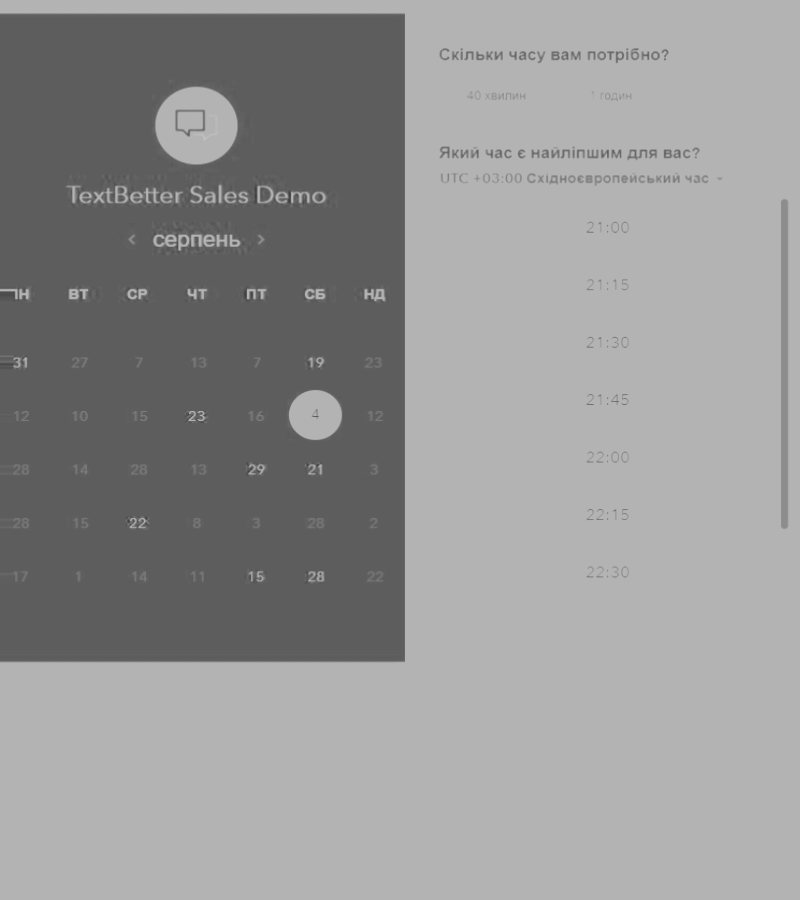 TextBetter Sales Demo
серпень
ПН ВТ СР ЧТ ПТ СБ НД
31 27 7 13 7 19 23
12 10 15 23 16 4 12
28 14 28 13 29 21 3
28 15 22 8 3 28 2
17 1 14 11 15 28 22
Скільки часу вам потрібно?
40 хвилин 1 годин
Який час є найліпшим для вас?
UTC +03:00 Східноєвропейський час
21:00
21:15
21:30
21:45
22:00
22:15
22:30